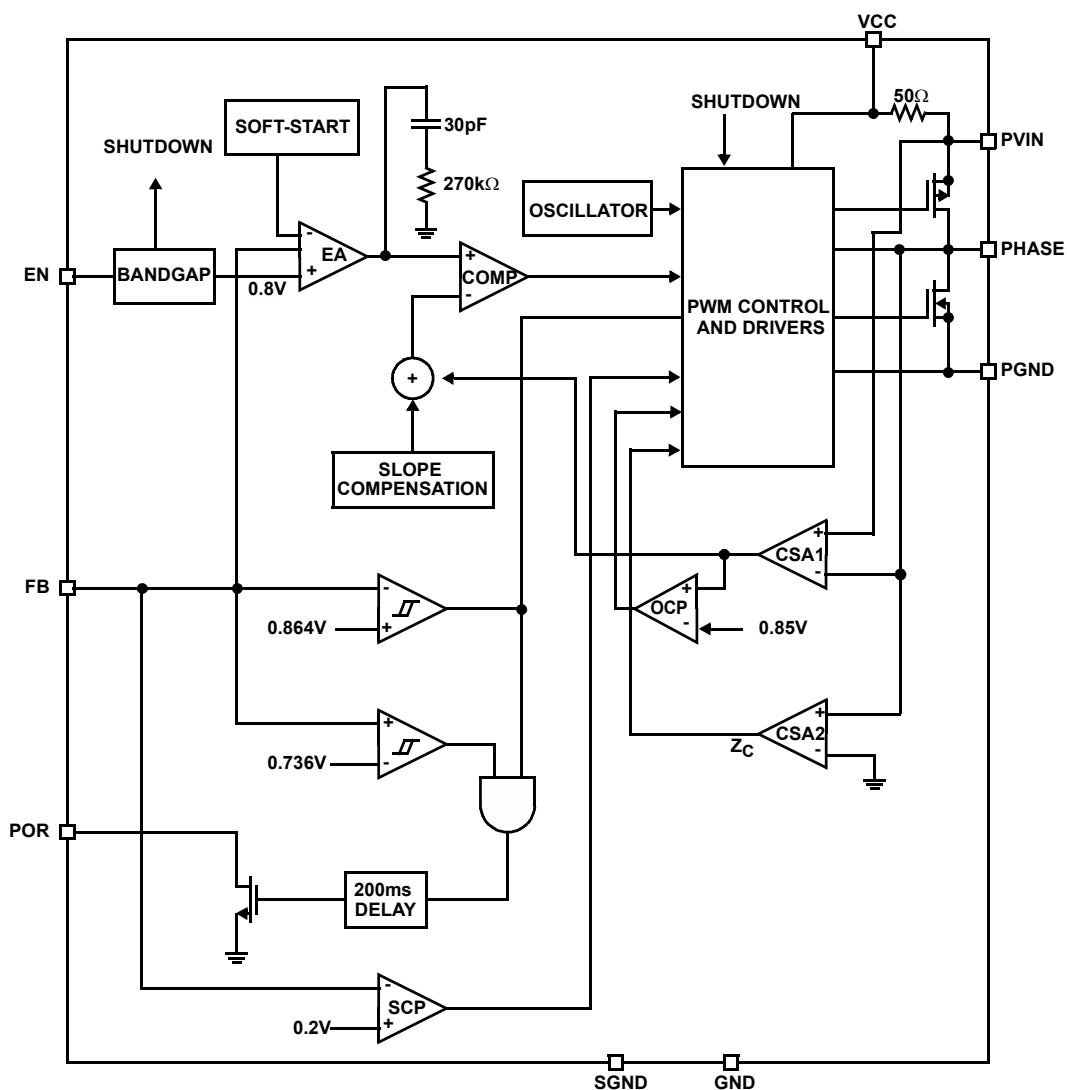 VCC
50Ω
SHUTDOWN
30pF
SOFT-START
SHUTDOWN
PVIN
270kΩ
OSCILLATOR
-
EA
+
PHASE
EN
BANDGAP
0.8V
+
COMP
-
PWM CONTROL
AND DRIVERS
PGND
+
SLOPE
COMPENSATION
+
CSA1
-
FB
-
0.864V
+
+
OCP
-
0.85V
+
0.736V
-
+
CSA2
-
ZC
POR
200ms
DELAY
-
SCP
0.2V
+
SGND
GND